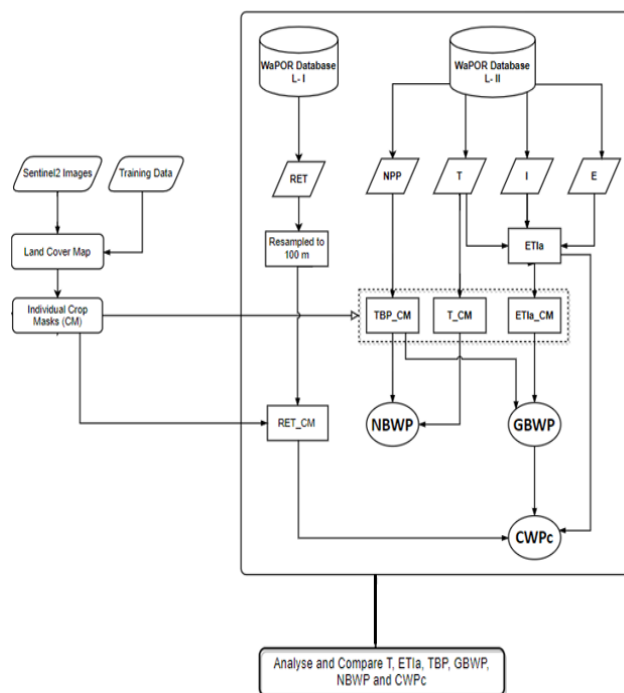 WaPOR Database
L- I
WaPOR Database
L- II
Sentinel2 Images
Training Data
RET
NPP
T
I
E
Land Cover Map
Resampled to
100 m
ETIa
Individual Crop
Masks (CM)
TBP_CM
T_CM
ETIa_CM
RET_CM
NBWP
GBWP
CWPc
Analyse and Compare T, ETIa, TBP, GBWP,
NBWP and CWPc